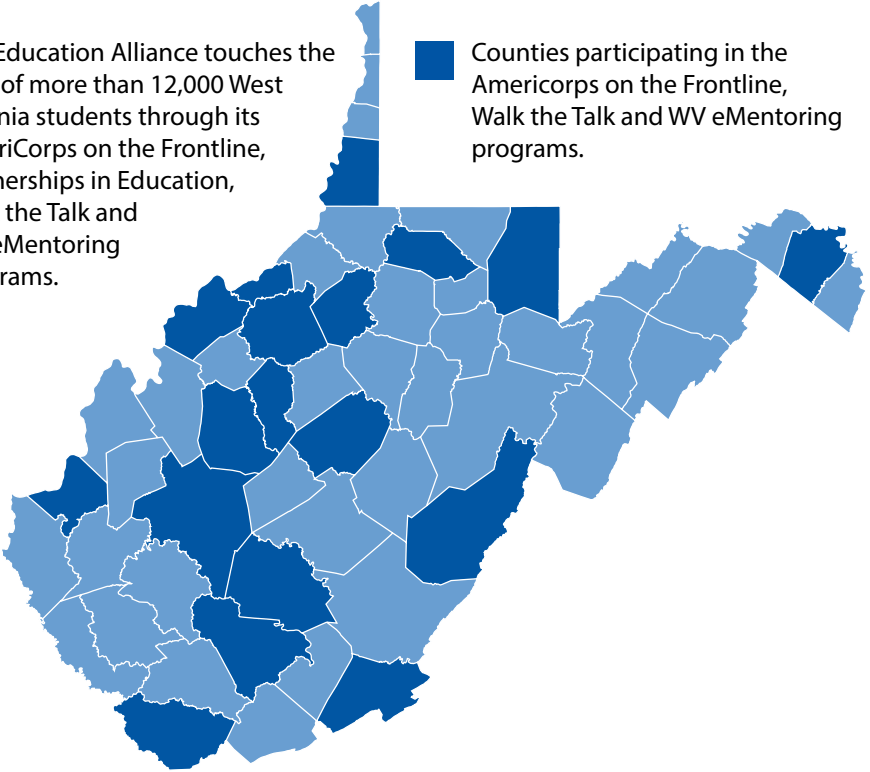 Education Alliance touches the
of more than 12,000 West
nia students through its
riCorps on the Frontline,
nerships in Education,
the Talk and
eMentoring
rams.
Counties participating in the
Americorps on the Frontline,
Walk the Talk and WV eMentoring
programs.